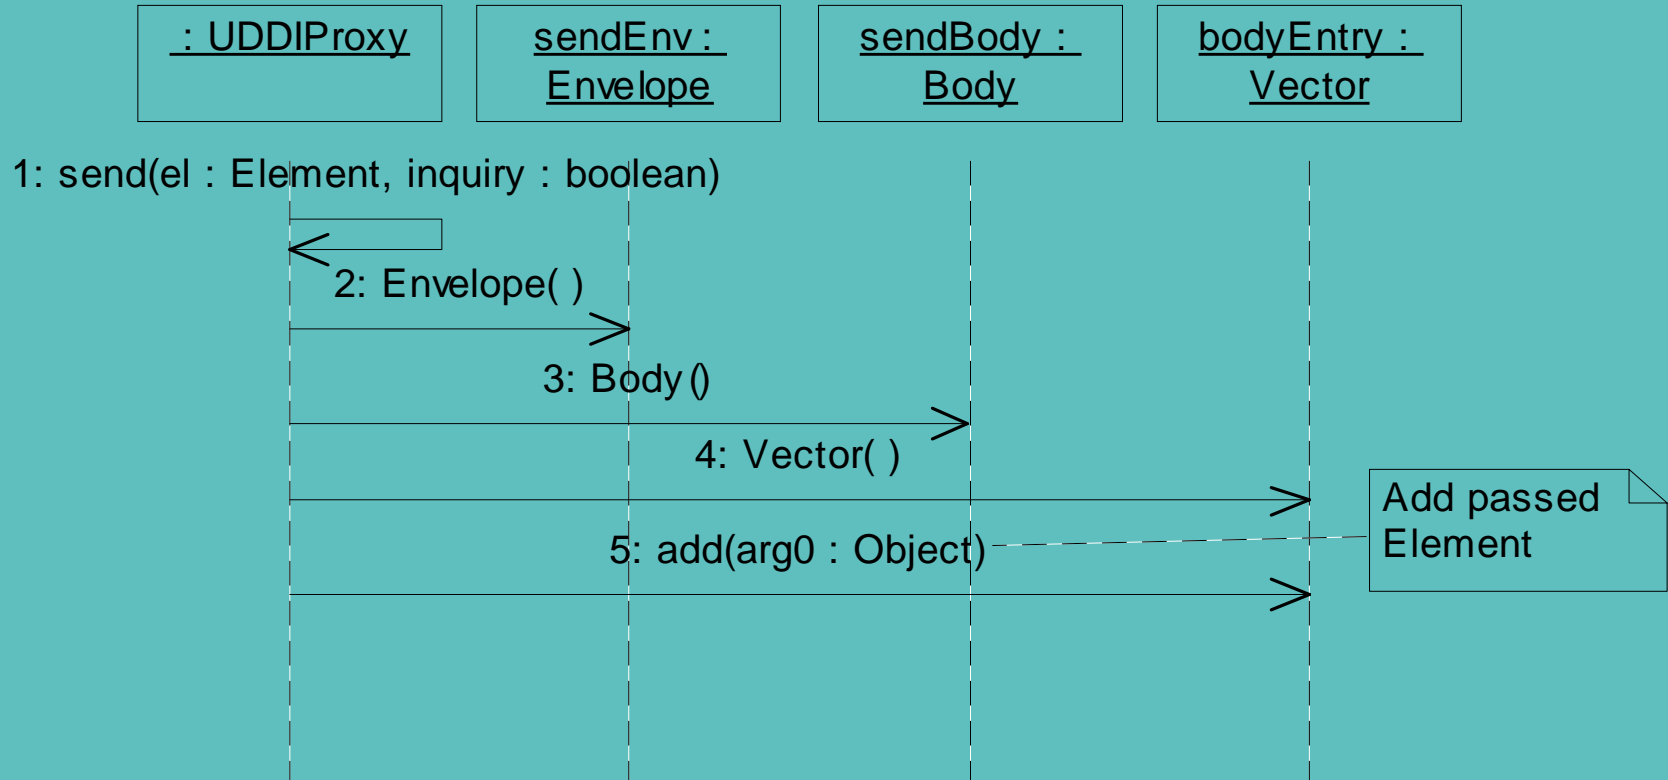 : UDDIProxy
sendEnv :
Envelope
sendBody :
Body
bodyEntry :
Vector
1: send(el : Element, inquiry : boolean)
2: Envelope( )
3: Body()
4: Vector( )
5: add(arg0 : Object)
Add passed
Element